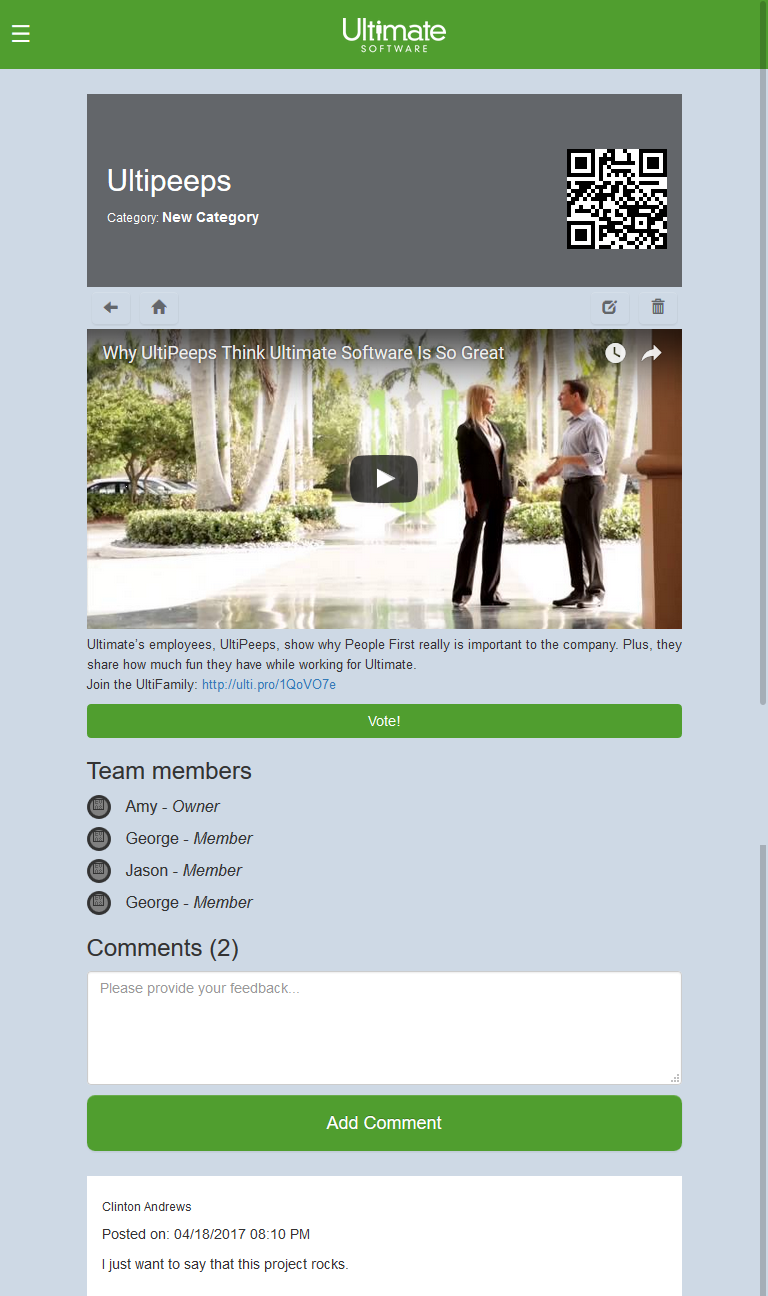 Ultimate
SOFTWARE
Ultipeeps
Category: New Category
Why UltiPeeps Think Ultimate Software Is So Great
Ultimate's employees, UltiPeeps, show why People First really is important to the company. Plus, they
share how much fun they have while working for Ultimate.
Join the UltiFamily: http://ulti.pro/1QoVO7e
Vote!
Team members
Amy - Owner
George - Member
Jason - Member
George - Member
Comments (2)
Please provide your feedback...
Add Comment
Clinton Andrews
Posted on: 04/18/2017 08:10 PM
I just want to say that this project rocks.